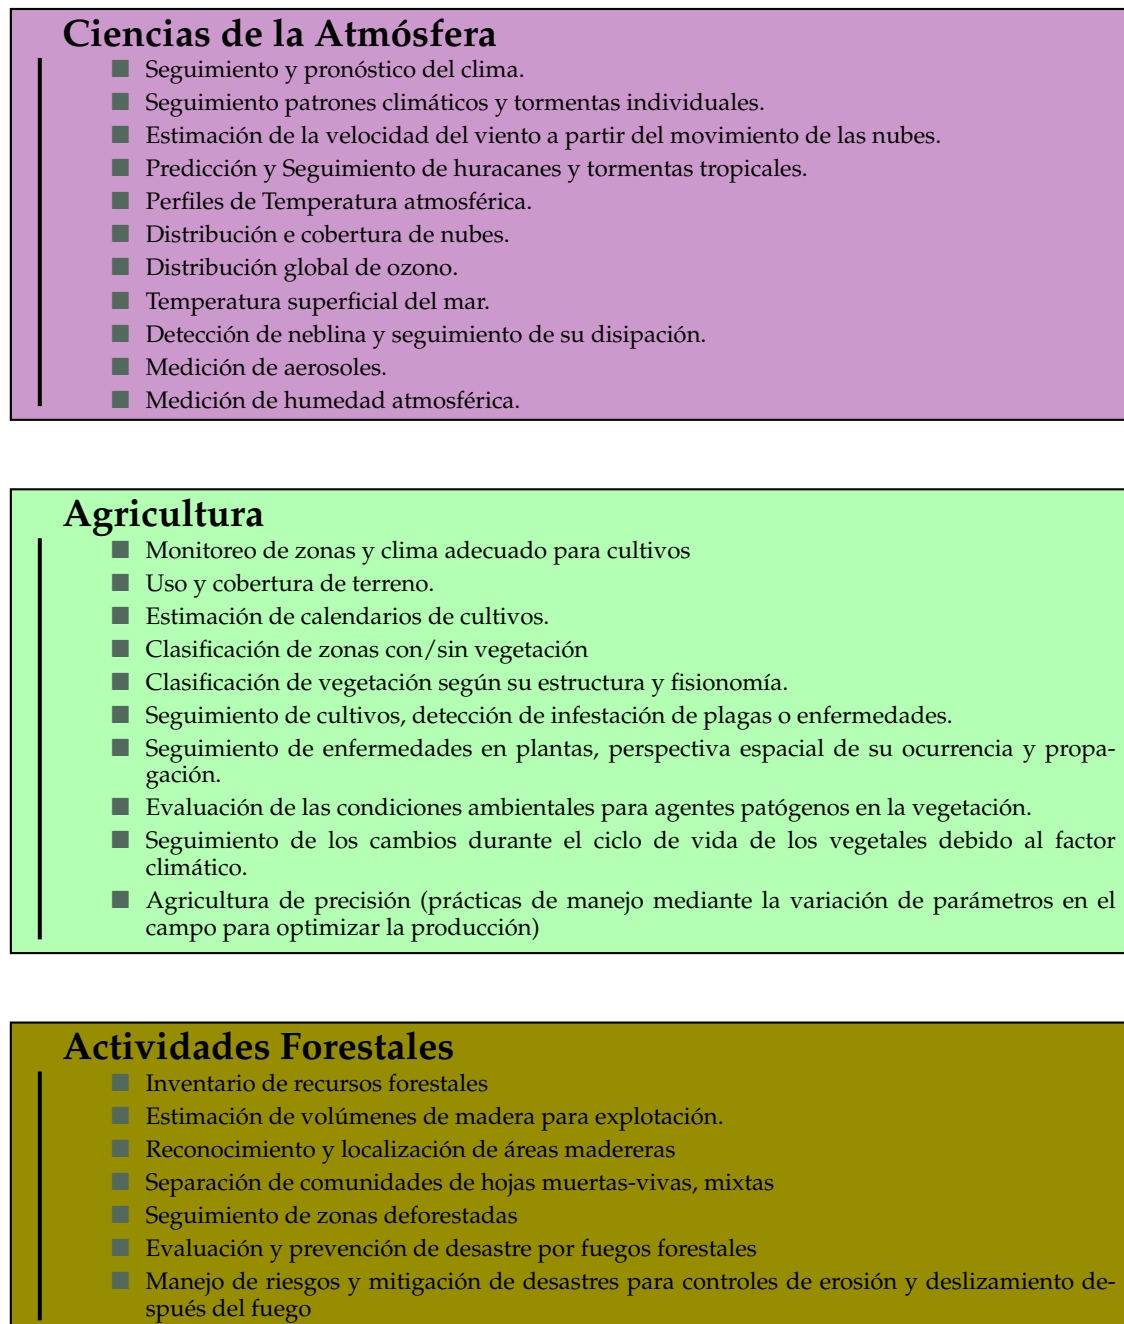 Ciencias de la Atmósfera
Seguimiento y pronóstico del clima.
Seguimiento patrones climáticos y tormentas individuales.
Estimación de la velocidad del viento a partir del movimiento de las nubes.
Predicción y Seguimiento de huracanes y tormentas tropicales.
Perfiles de Temperatura atmosférica.
Distribución e cobertura de nubes.
Distribución global de ozono.
Temperatura superficial del mar.
Detección de neblina y seguimiento de su disipación.
Medición de aerosoles.
Medición de humedad atmosférica.
Agricultura
Monitoreo de zonas y clima adecuado para cultivos
Uso y cobertura de terreno.
Estimación de calendarios de cultivos.
Clasificación de zonas con/sin vegetación
Clasificación de vegetación según su estructura y fisionomía.
Seguimiento de cultivos, detección de infestación de plagas o enfermedades.
Seguimiento de enfermedades en plantas, perspectiva espacial de su ocurrencia y propa-
gación.
Evaluación de las condiciones ambientales para agentes patógenos en la vegetación.
Seguimiento de los cambios durante el ciclo de vida de los vegetales debido al factor
climático.
Agricultura de precisión (prácticas de manejo mediante la variación de parámetros en el
campo para optimizar la producción)
Actividades Forestales
Inventario de recursos forestales
Estimación de volúmenes de madera para explotación.
Reconocimiento y localización de áreas madereras
Separación de comunidades de hojas muertas-vivas, mixtas
Seguimiento de zonas deforestadas
Evaluación y prevención de desastre por fuegos forestales
Manejo de riesgos y mitigación de desastres para controles de erosión y deslizamiento de-
spués del fuego